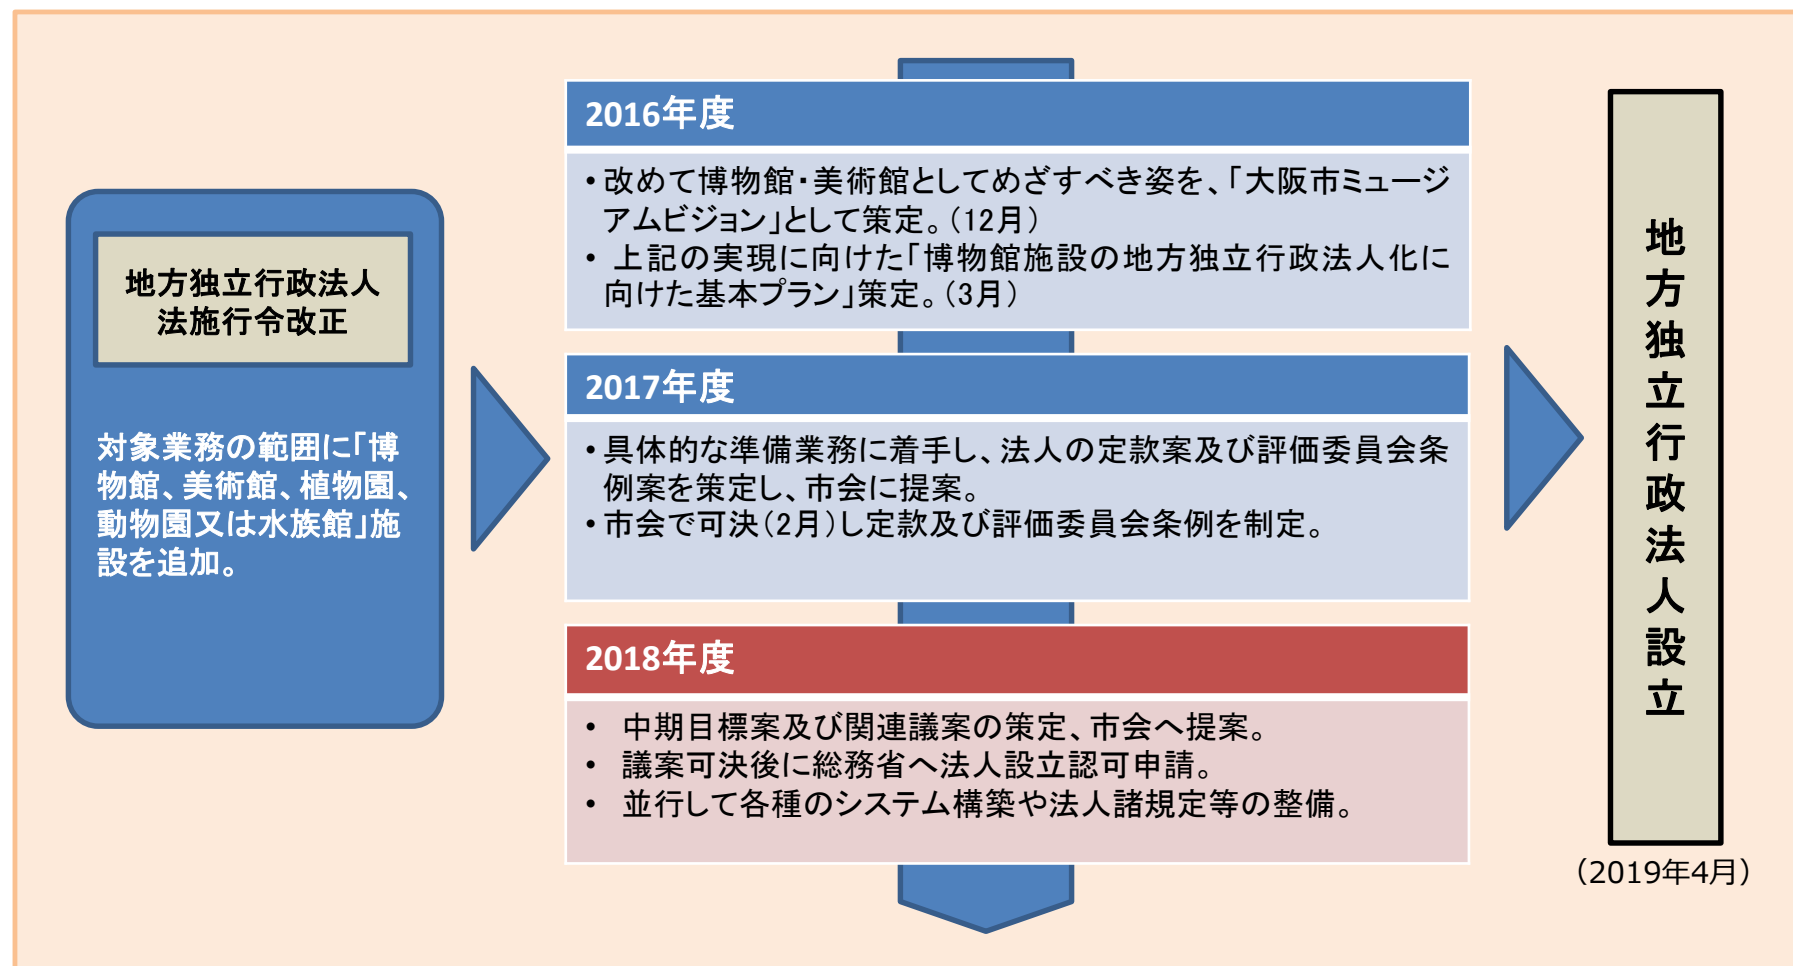 地方独立行政法人
法施行令改正
対象業務の範囲に「博
物館、美術館、植物園、
動物園又は水族館」施
設を追加。
2016年度
・改めて博物館・美術館としてめざすべき姿を、「大阪市ミュージ
アムビジョン」として策定。（12月）
・上記の実現に向けた「博物館施設の地方独立行政法人化に
向けた基本プラン」策定。（3月）
2017年度
・具体的な準備業務に着手し、法人の定款案及び評価委員会条
例案を策定し、市会に提案。
・市会で可決（2月）し定款及び評価委員会条例を制定。
2018年度
・中期目標案及び関連議案の策定、市会へ提案。
・議案可決後に総務省へ法人設立認可申請。
・並行して各種のシステム構築や法人諸規定等の整備。
地方独立行政法人設立
（2019年4月）